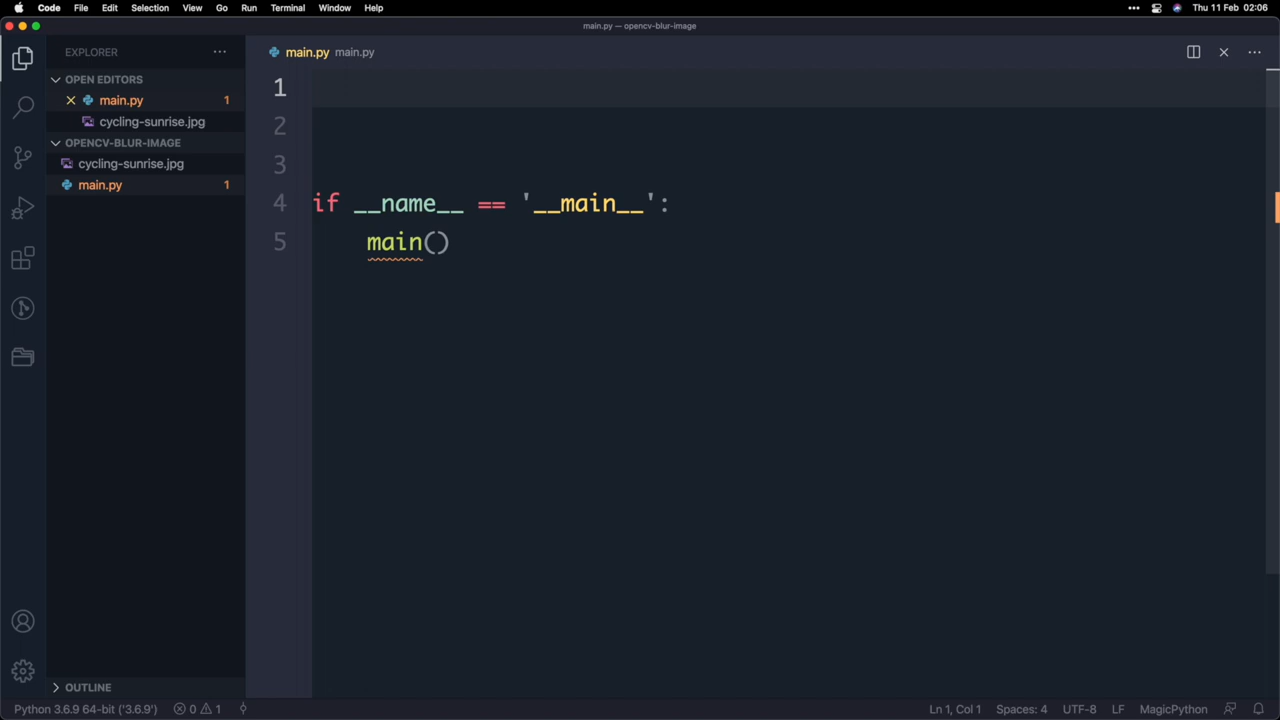 Code File Edit Selection View Go Run Terminal Window Help Thu 11 Feb 02:06
main.py — opencv-blur-image
EXPLORER
OPEN EDITORS
main.py 1
cycling-sunrise.jpg
OPENCV-BLUR-IMAGE
cycling-sunrise.jpg
main.py 1
OUTLINE
main.py main.py
1
2
3
4 if __name__ == '__main__':
5 main()
Python 3.6.9 64-bit ('3.6.9') 0 1 Ln 1, Col 1 Spaces: 4 UTF-8 LF MagicPython